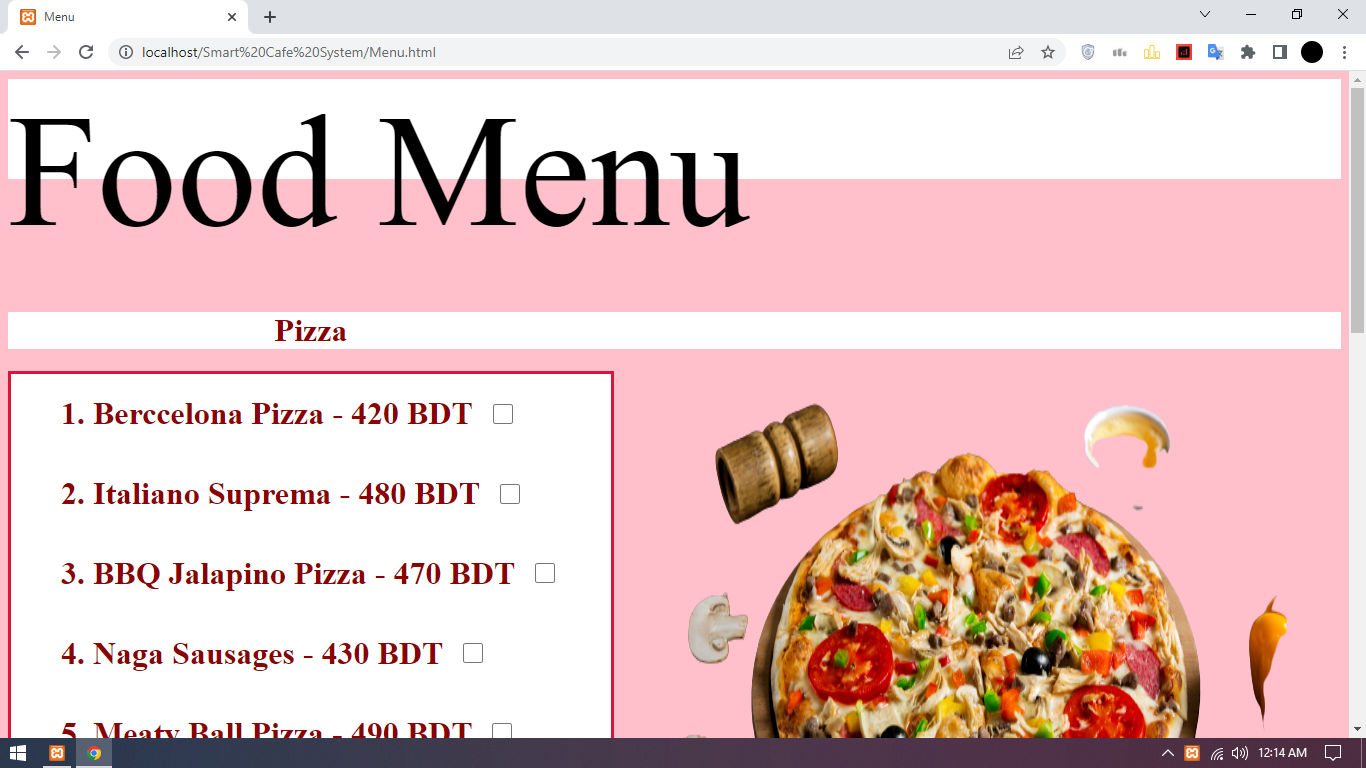 Menu
localhost/Smart%20Cafe%20System/Menu.html
Food Menu
Pizza
1. Berccelona Pizza - 420 BDT
2. Italiano Suprema - 480 BDT
3. BBQ Jalapino Pizza - 470 BDT
4. Naga Sausages - 430 BDT
5. Meaty Ball Pizza - 490 BDT
12:14 AM